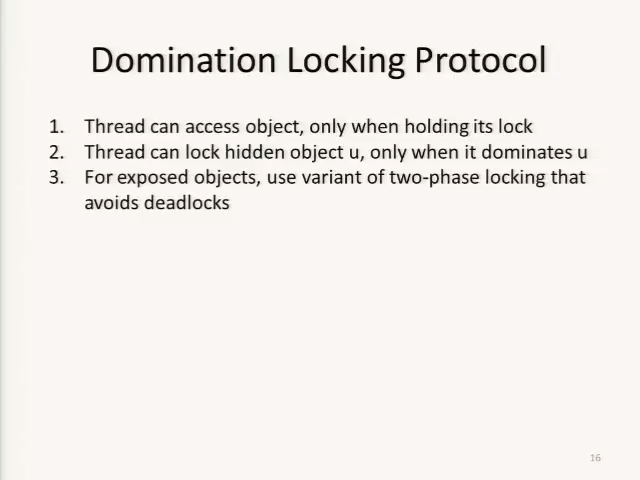 Domination Locking Protocol
1. Thread can access object, only when holding its lock
2. Thread can lock hidden object u, only when it dominates u
3. For exposed objects, use variant of two-phase locking that
avoids deadlocks
16